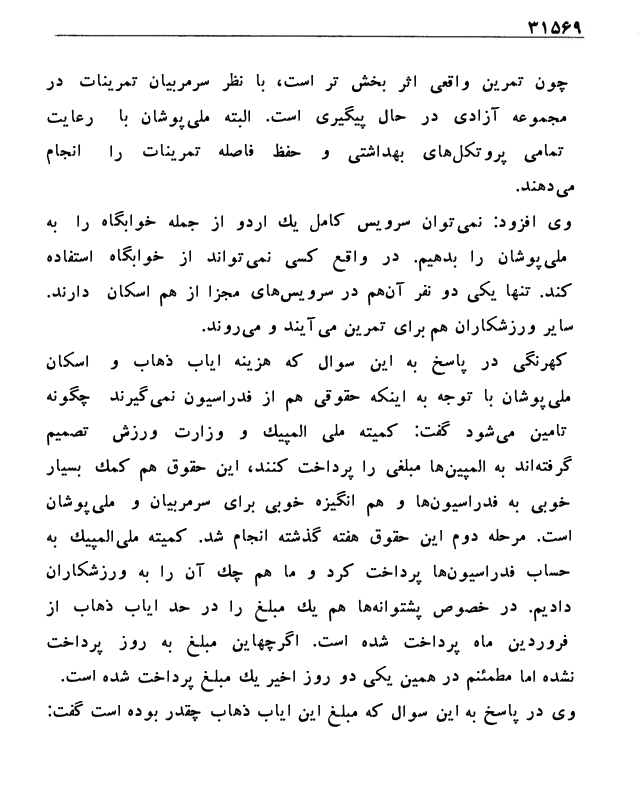 ۳۱۵۶۹
چون تمرین واقعی اثر بخش تر است، با نظر سرمربیان تمرینات در
مجموعه آزادی در حال پیگیری است. البته ملی‌پوشان با رعایت
تمامی پروتکل‌های بهداشتی و حفظ فاصله تمرینات را انجام
می‌دهند.
وی افزود: نمی‌توان سرویس کامل یك اردو از جمله خوابگاه را به
ملی‌پوشان را بدهیم. در واقع کسی نمی‌تواند از خوابگاه استفاده
کند. تنها یکی دو نفر آن‌هم در سرویس‌های مجزا از هم اسکان دارند.
سایر ورزشکاران هم برای تمرین می‌آیند و می‌روند.
کهرنگی در پاسخ به این سوال که هزینه ایاب ذهاب و اسکان
ملی‌پوشان با توجه به اینکه حقوقی هم از فدراسیون نمی‌گیرند چگونه
تامین می‌شود گفت: کمیته ملی المپیك و وزارت ورزش تصمیم
گرفته‌اند به المپین‌ها مبلغی را پرداخت کنند، این حقوق هم کمك بسیار
خوبی به فدراسیون‌ها و هم انگیزه خوبی برای سرمربیان و ملی‌پوشان
است. مرحله دوم این حقوق هفته گذشته انجام شد. کمیته ملی‌المپیك به
حساب فدراسیون‌ها پرداخت کرد و ما هم چك آن را به ورزشکاران
دادیم. در خصوص پشتوانه‌ها هم یك مبلغ را در حد ایاب ذهاب از
فروردین ماه پرداخت شده است. اگرچهاین مبلغ به روز پرداخت
نشده اما مطمئنم در همین یکی دو روز اخیر یك مبلغ پرداخت شده است.
وی در پاسخ به این سوال که مبلغ این ایاب ذهاب چقدر بوده است گفت: